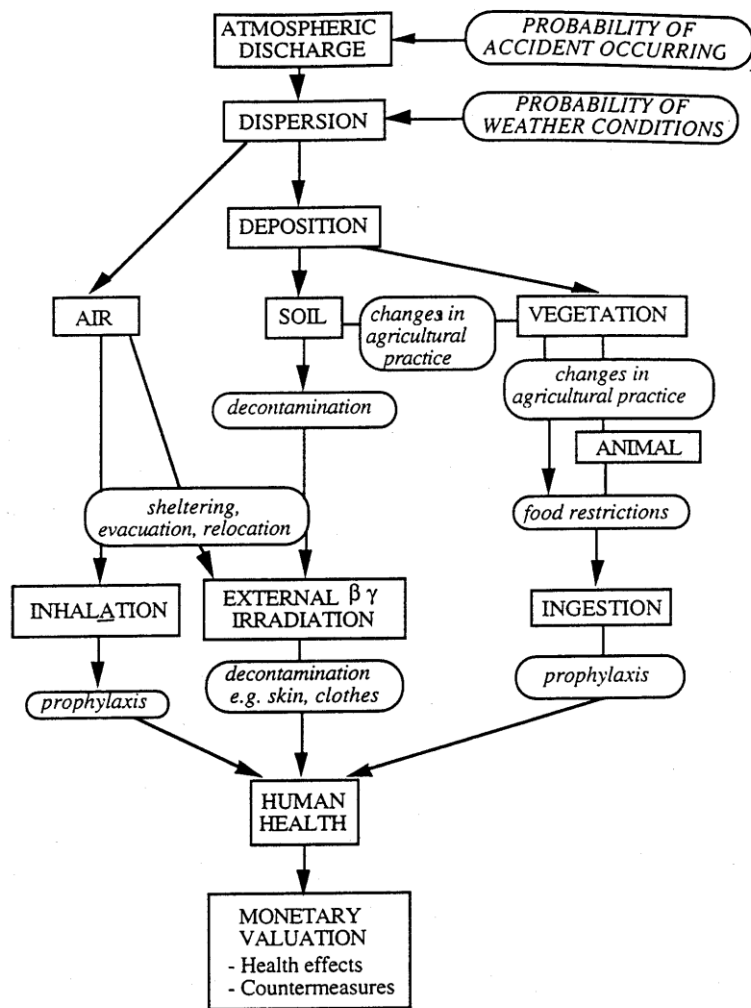 ATMOSPHERIC
DISCHARGE
PROBABILITY OF
ACCIDENT OCCURRING
DISPERSION
PROBABILITY OF
WEATHER CONDITIONS
DEPOSITION
AIR
SOIL
changes in
agricultural
practice
VEGETATION
decontamination
changes in
agricultural practice
ANIMAL
sheltering,
evacuation, relocation
food restrictions
INHALATION
EXTERNAL β γ
IRRADIATION
INGESTION
prophylaxis
decontamination
e.g. skin, clothes
prophylaxis
HUMAN
HEALTH
MONETARY
VALUATION
- Health effects
- Countermeasures